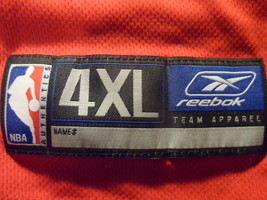 NBA
AUTHENTICS
4XL
NAME#
Reebok
TEAM APPAREL